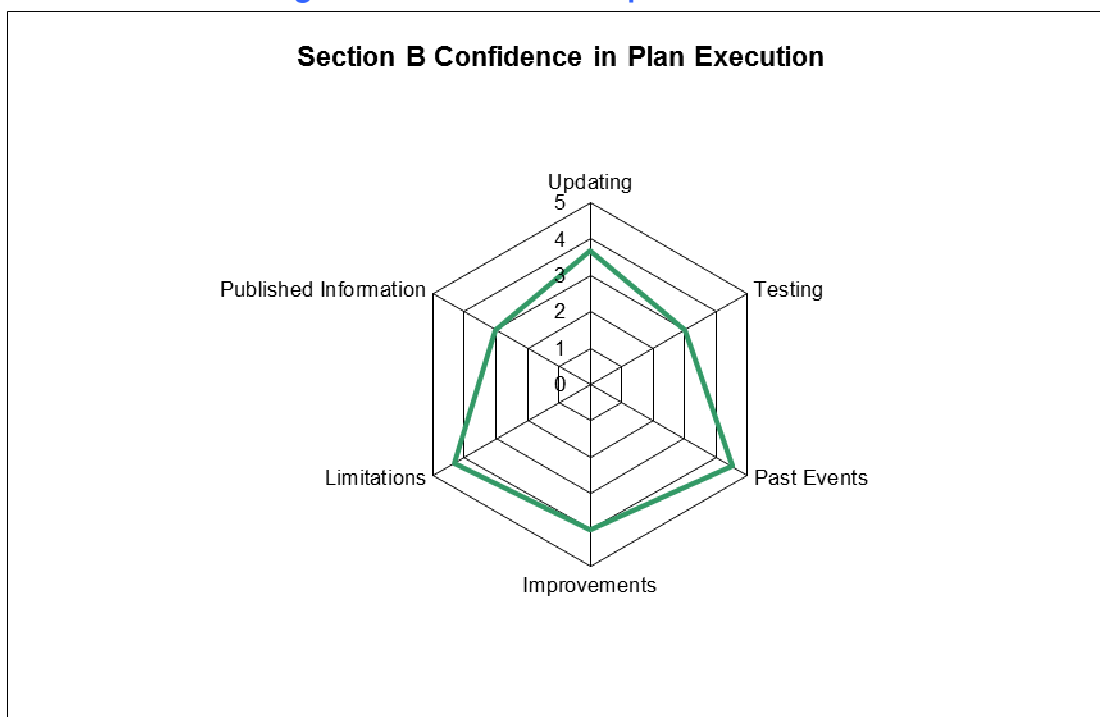 Section B Confidence in Plan Execution
Updating
5
4
3
2
1
0
Published Information
Testing
Limitations
Past Events
Improvements